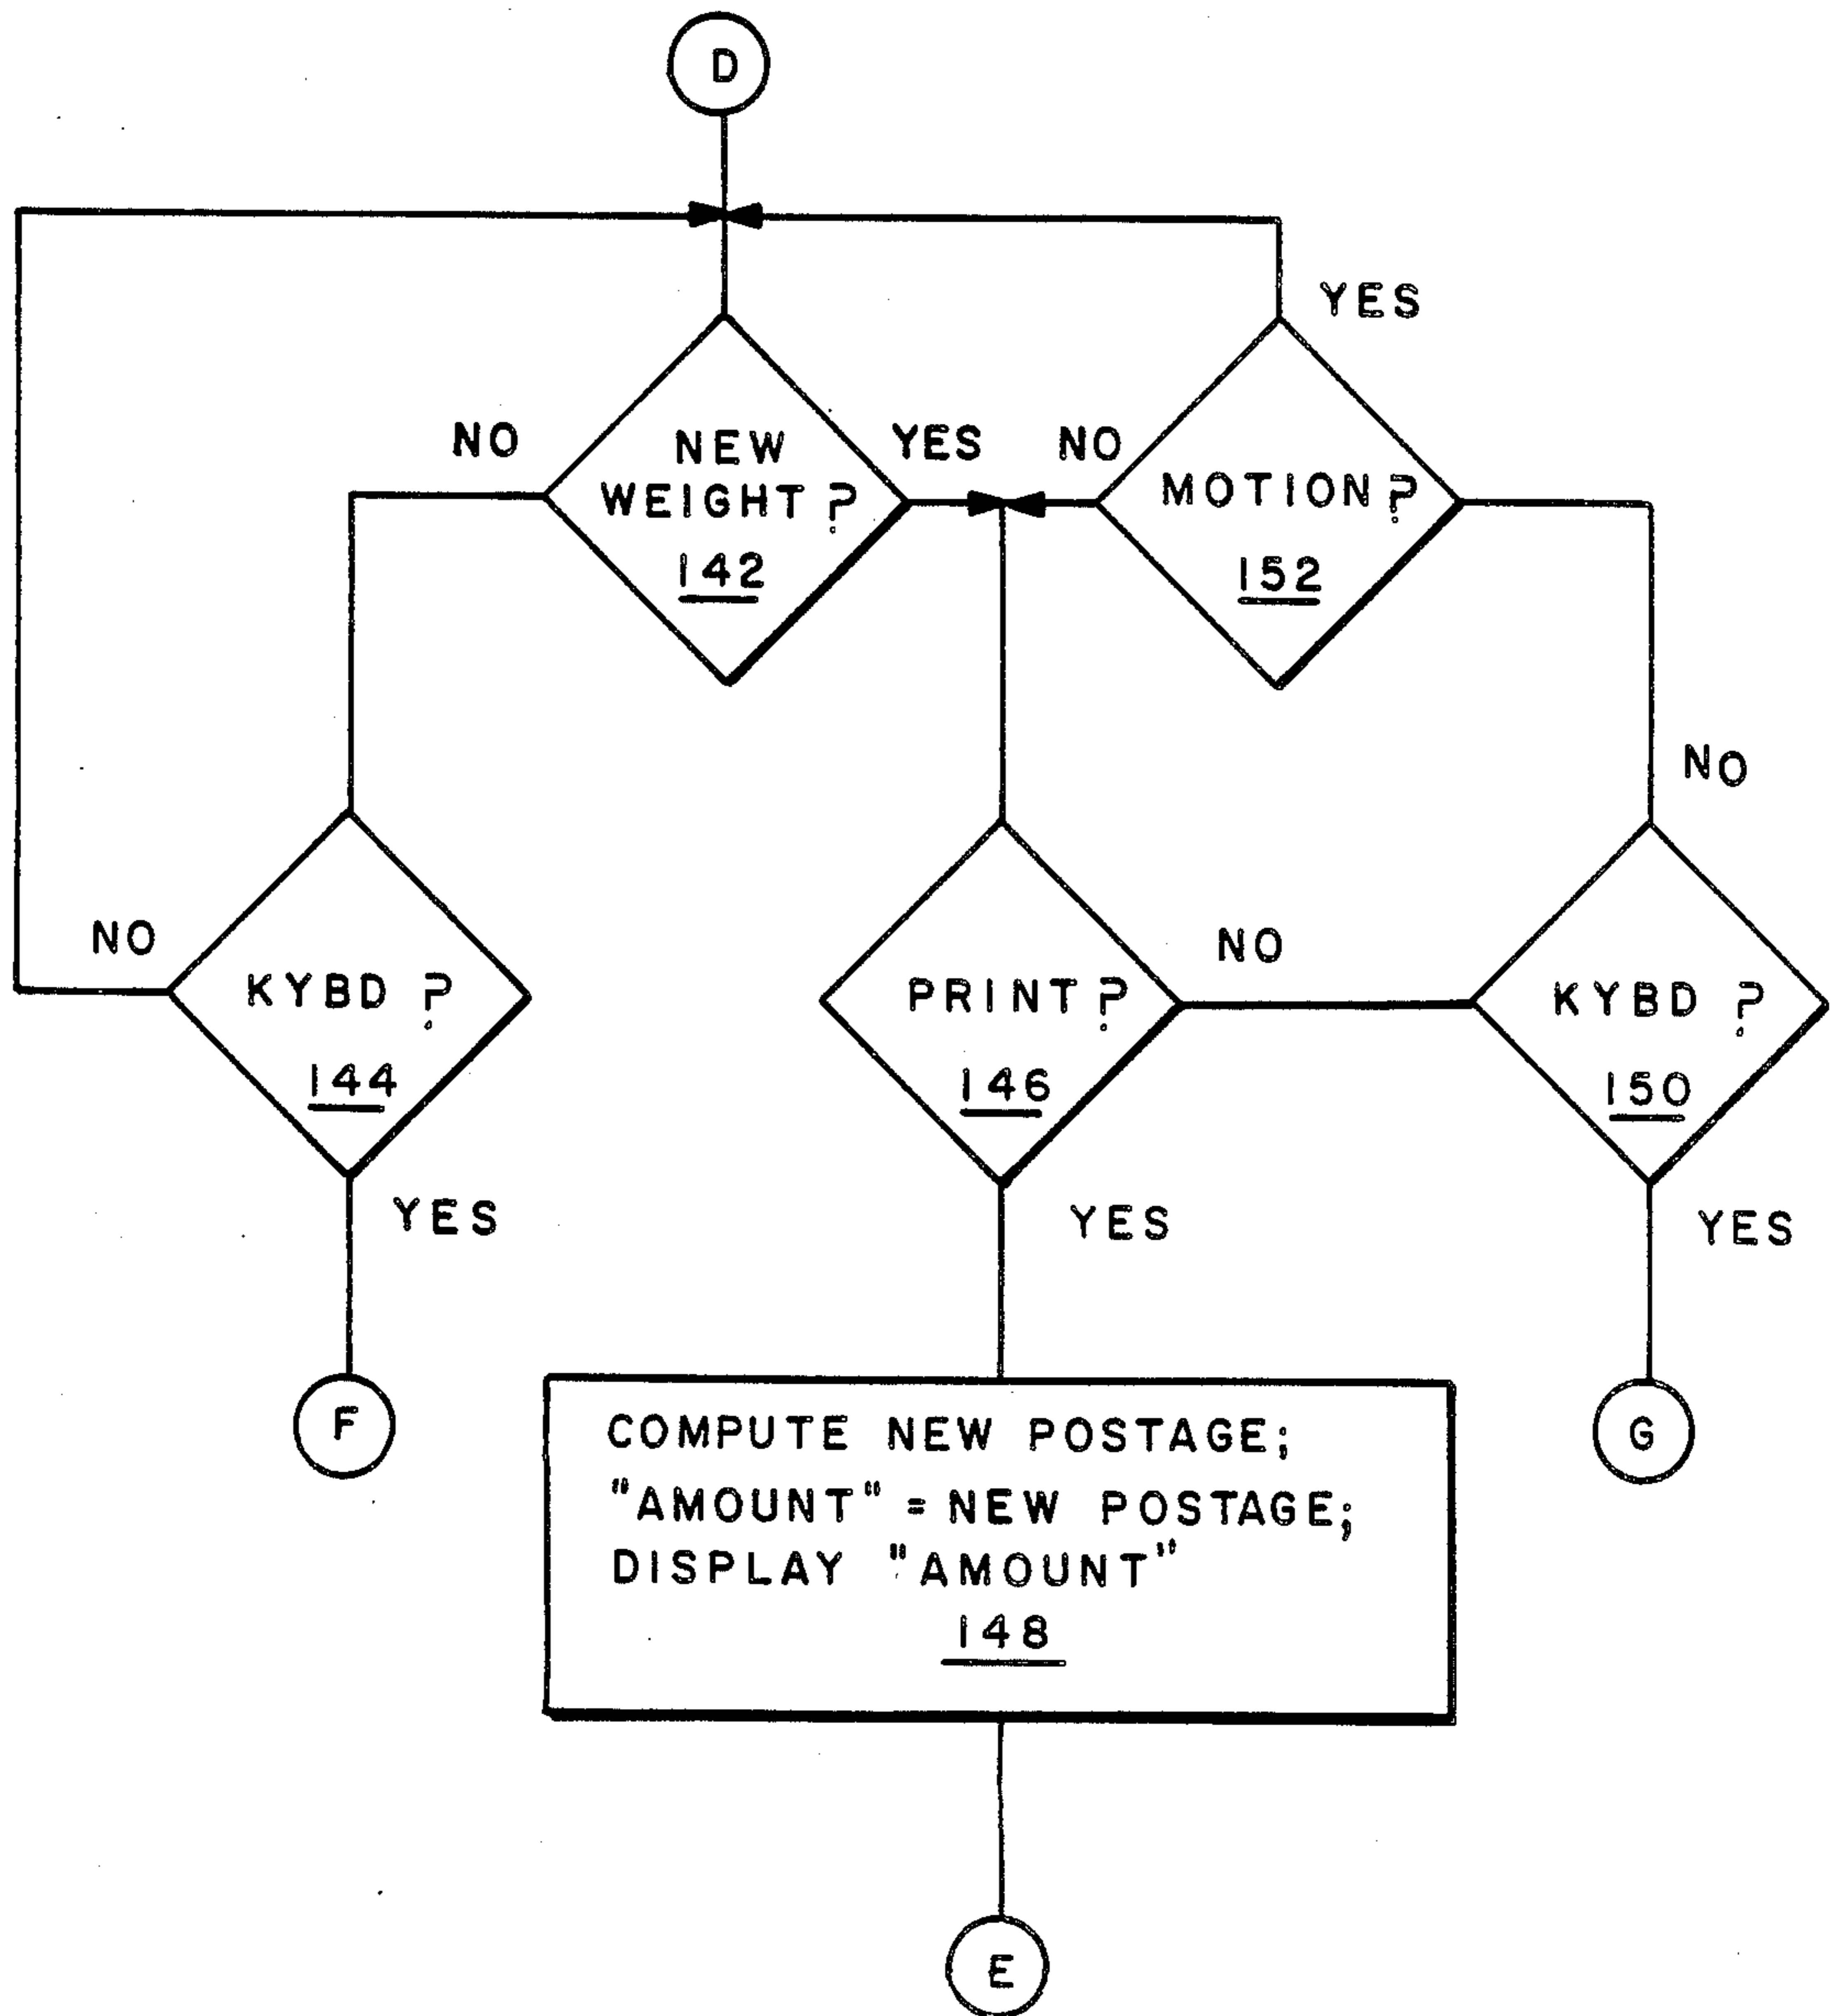 D
YES
NO
NEW
WEIGHT?
142
YES
NO
MOTION?
152
NO
NO
KYBD ?
144
YES
PRINT?
146
NO
YES
KYBD ?
150
YES
F
COMPUTE NEW POSTAGE;
"AMOUNT" = NEW POSTAGE;
DISPLAY "AMOUNT"
148
G
E